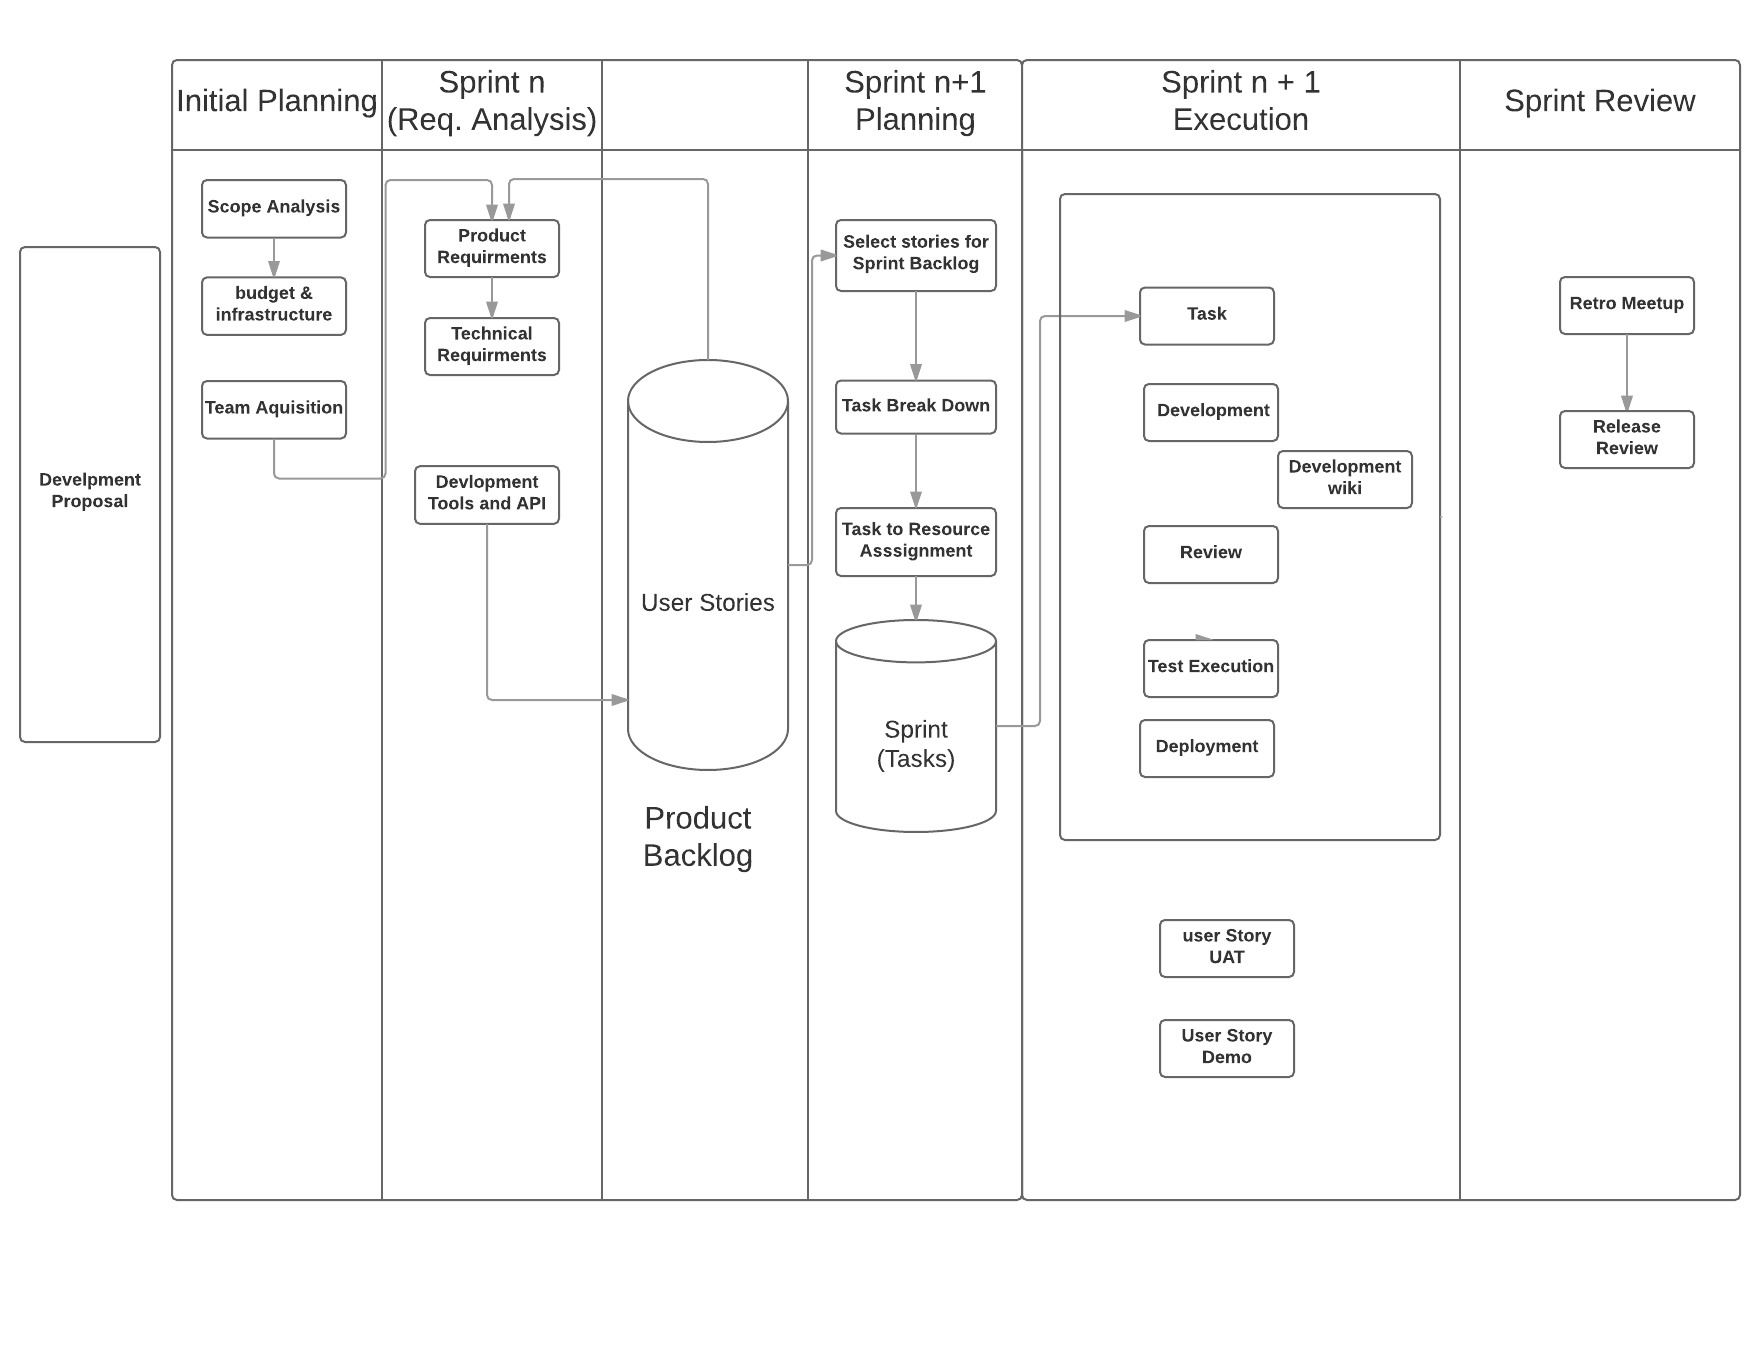 Initial Planning
Sprint n
(Req. Analysis)
Sprint n+1
Planning
Sprint n + 1
Execution
Sprint Review
Develpment
Proposal
Scope Analysis
budget &
infrastructure
Team Aquisition
Product
Requirments
Technical
Requirments
Devlopment
Tools and API
User Stories
Product
Backlog
Select stories for
Sprint Backlog
Task Break Down
Task to Resource
Asssignment
Sprint
(Tasks)
Task
Development
Development
wiki
Review
Test Execution
Deployment
user Story
UAT
User Story
Demo
Retro Meetup
Release
Review